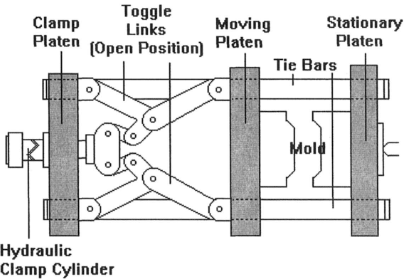 Clamp
Platen
Toggle
Links
(Open Position)
Moving
Platen
Stationary
Platen
Tie Bars
Mold
Hydraulic
Clamp Cylinder